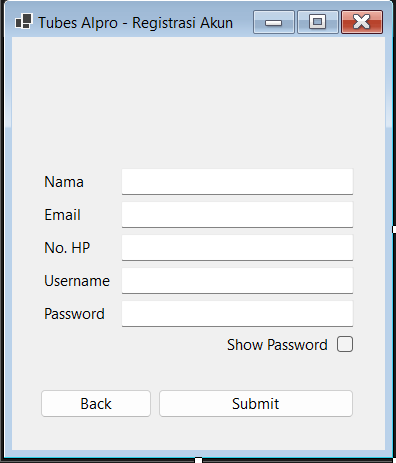 Tubes Alpro - Registrasi Akun
Nama
Email
No. HP
Username
Password
Show Password
Back Submit